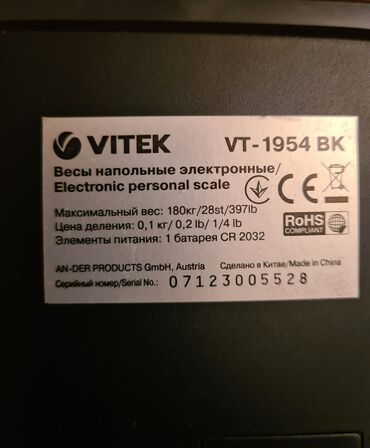 VITEK VT-1954 BK
Весы напольные электронные/
Electronic personal scale
CE
Максимальный вес: 180кг/28st/397lb
Цена деления: 0,1 кг/ 0,2 lb/ 1/4 lb
Элементы питания: 1 батарея CR 2032
RoHS
COMPLIANT
AN-DER PRODUCTS GmbH, Austria Сделано в Китае/Made in China
Серийный номер/Serial No.: 07123005528